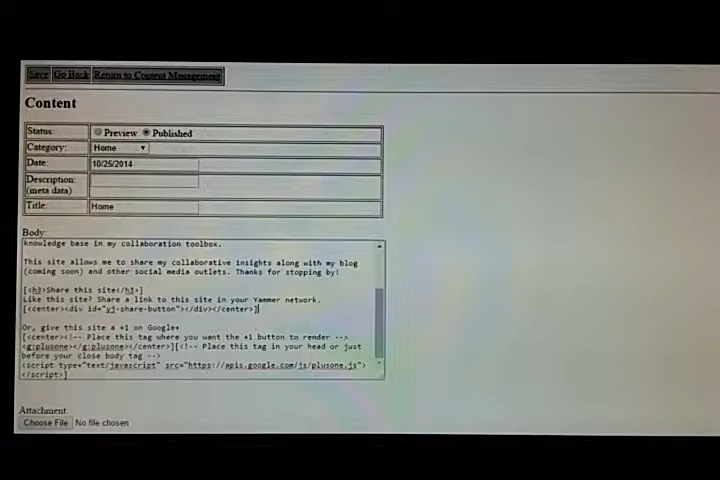 Save Go Back Return to Content Management
Content
Status: Preview Published
Category: Home
Date: 10/25/2014
Description: (meta data)
Title: Home
Body:
knowledge base in my collaboration toolbox.
This site allows me to share my collaborative insights along with my blog
(coming soon) and other social media outlets. Thanks for stopping by!
[<h3>Share this site</h3>]
Like this site? Share a link to this site in your Yammer network.
[<center><div id="yj-share-button"></div></center>]
Or, give this site a +1 on Google+
[<center><!-- Place this tag where you want the +1 button to render -->
<g:plusone></g:plusone></center>][<!-- Place this tag in your head or just
before your close body tag -->
<script type="text/javascript" src="https://apis.google.com/js/plusone.js">
</script>]
Attachment
Choose File No file chosen